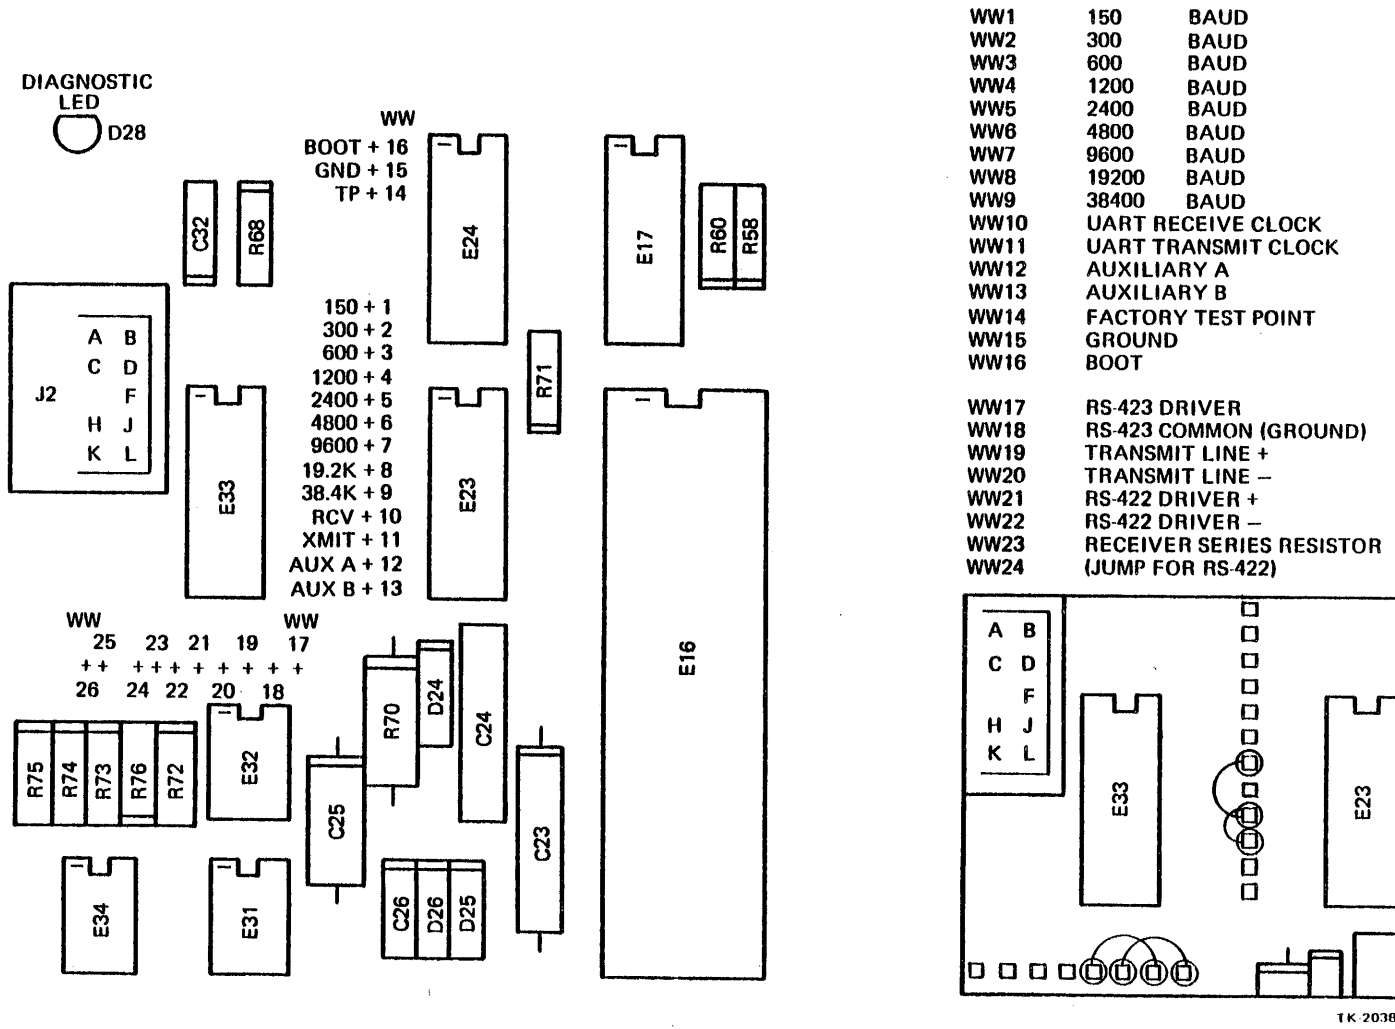 DIAGNOSTIC
LED
D28
WW
BOOT + 16
GND + 15
TP + 14
C32
R68
E24
E17
R60
R58
J2
A B
C D
F
H J
K L
150 + 1
300 + 2
600 + 3
1200 + 4
2400 + 5
4800 + 6
9600 + 7
19.2K + 8
38.4K + 9
RCV + 10
XMIT + 11
AUX A + 12
AUX B + 13
R71
E33
E23
E16
WW WW
25 23 21 19 17
+ + + + + + + + + +
26 24 22 20 18
R75
R74
R73
R76
R72
E32
R70
D24
C24
C25
C23
E34
E31
C26
D26
D25
WW1 150 BAUD
WW2 300 BAUD
WW3 600 BAUD
WW4 1200 BAUD
WW5 2400 BAUD
WW6 4800 BAUD
WW7 9600 BAUD
WW8 19200 BAUD
WW9 38400 BAUD
WW10 UART RECEIVE CLOCK
WW11 UART TRANSMIT CLOCK
WW12 AUXILIARY A
WW13 AUXILIARY B
WW14 FACTORY TEST POINT
WW15 GROUND
WW16 BOOT
WW17 RS-423 DRIVER
WW18 RS-423 COMMON (GROUND)
WW19 TRANSMIT LINE +
WW20 TRANSMIT LINE –
WW21 RS-422 DRIVER +
WW22 RS-422 DRIVER –
WW23 RECEIVER SERIES RESISTOR
WW24 (JUMP FOR RS-422)
A B
C D
F
H J
K L
E33
E23
TK-2038